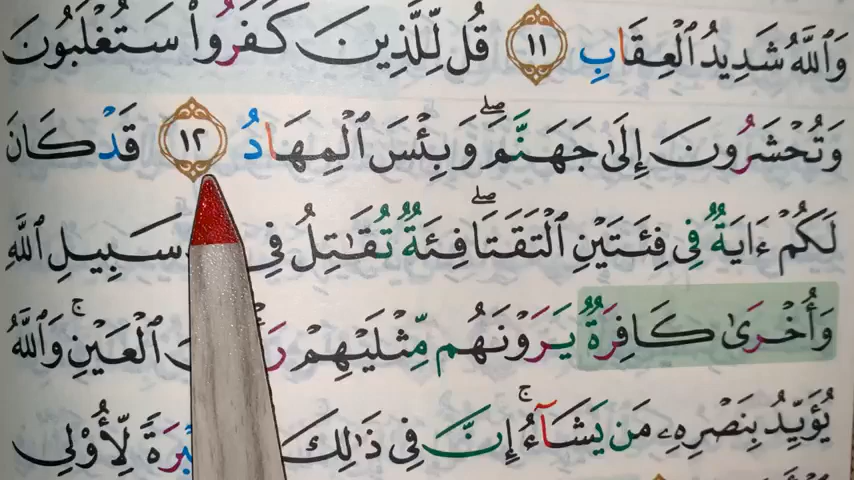 وَٱللَّهُ شَدِيدُ ٱلْعِقَابِ ١١ قُل لِّلَّذِينَ كَفَرُوا۟ سَتُغْلَبُونَ
وَتُحْشَرُونَ إِلَىٰ جَهَنَّمَ ۖ وَبِئْسَ ٱلْمِهَادُ ١٢ قَدْ كَانَ
لَكُمْ ءَايَةٌ فِى فِئَتَيْنِ ٱلْتَقَتَا ۖ فِئَةٌ تُقَـٰتِلُ فِى سَبِيلِ ٱللَّهِ
وَأُخْرَىٰ كَافِرَةٌ يَرَوْنَهُم مِّثْلَيْهِمْ ٱلْعَيْنِ ۚ وَٱللَّهُ
يُؤَيِّدُ بِنَصْرِهِۦ مَن يَشَآءُ ۚ إِنَّ فِى ذَٰلِكَ لِّأُو۟لِى